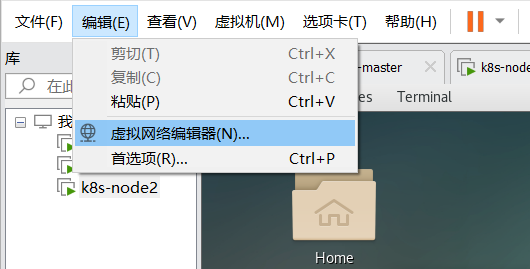 文件(F) 编辑(E) 查看(V) 虚拟机(M) 选项卡(T) 帮助(H)
库
剪切(T) Ctrl+X
-master
k8s-node
在此
复制(C) Ctrl+C
Terminal
粘贴(P) Ctrl+V
我
虚拟网络编辑器(N)...
首选项(R)... Ctrl+P
k8s-node2
Home